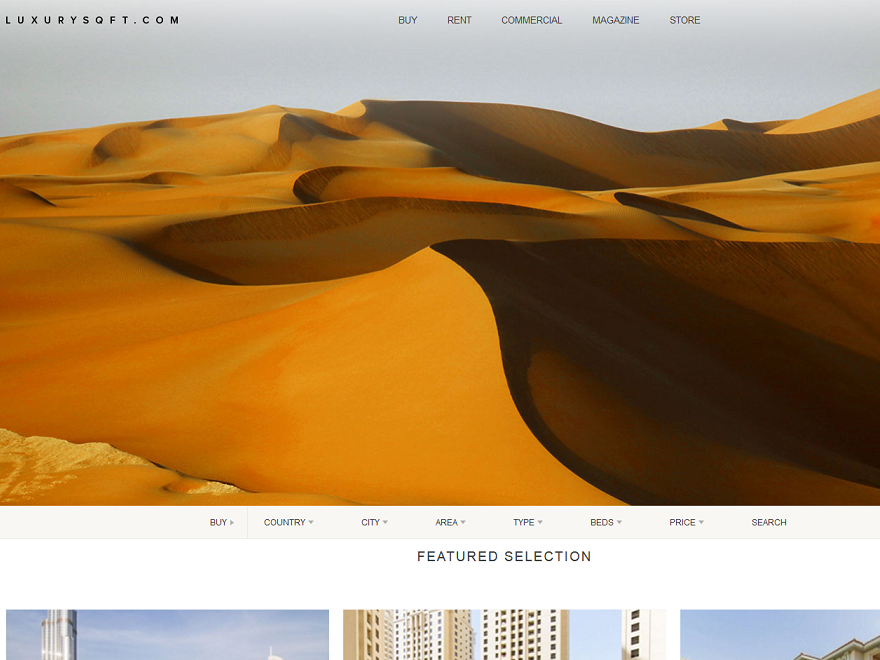 LUXURYSQFT.COM
BUY RENT COMMERCIAL MAGAZINE STORE
BUY COUNTRY CITY AREA TYPE BEDS PRICE SEARCH
FEATURED SELECTION